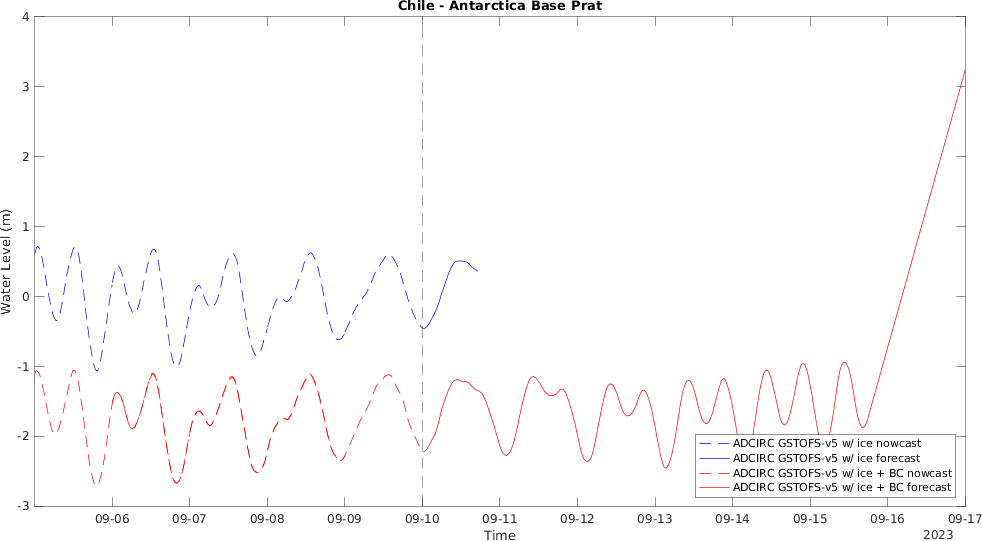 Chile - Antarctica Base Prat
4
3
2
1
0
-1
-2
-3
Water Level (m)
ADCIRC GSTOFS-v5 w/ ice nowcast
ADCIRC GSTOFS-v5 w/ ice forecast
ADCIRC GSTOFS-v5 w/ ice + BC nowcast
ADCIRC GSTOFS-v5 w/ ice + BC forecast
09-06 09-07 09-08 09-09 09-10 09-11 09-12 09-13 09-14 09-15 09-16 09-17
Time
2023